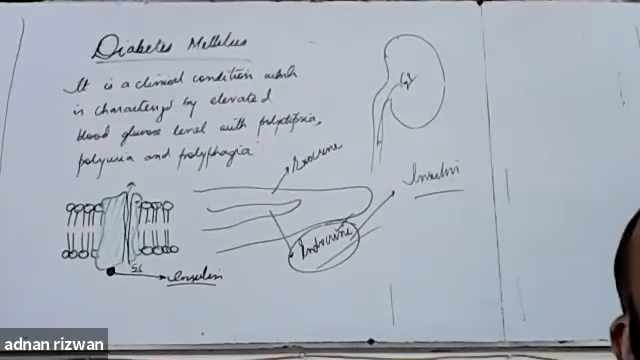 Diabetes Mellitus
It is a clinical condition which
is characterized by elevated
blood glucose level with polydipsia,
polyuria and polyphagia
Exocrine
Insulin
Endocrine
Insulin
adnan rizwan